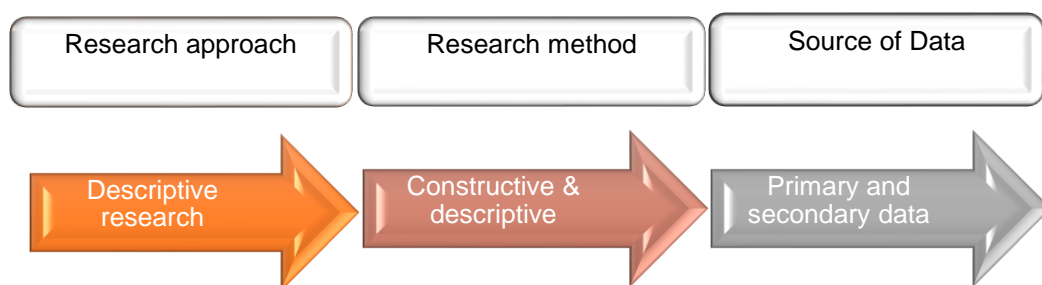 Research approach
Research method
Source of Data
Descriptive
research
Constructive &
descriptive
Primary and
secondary data